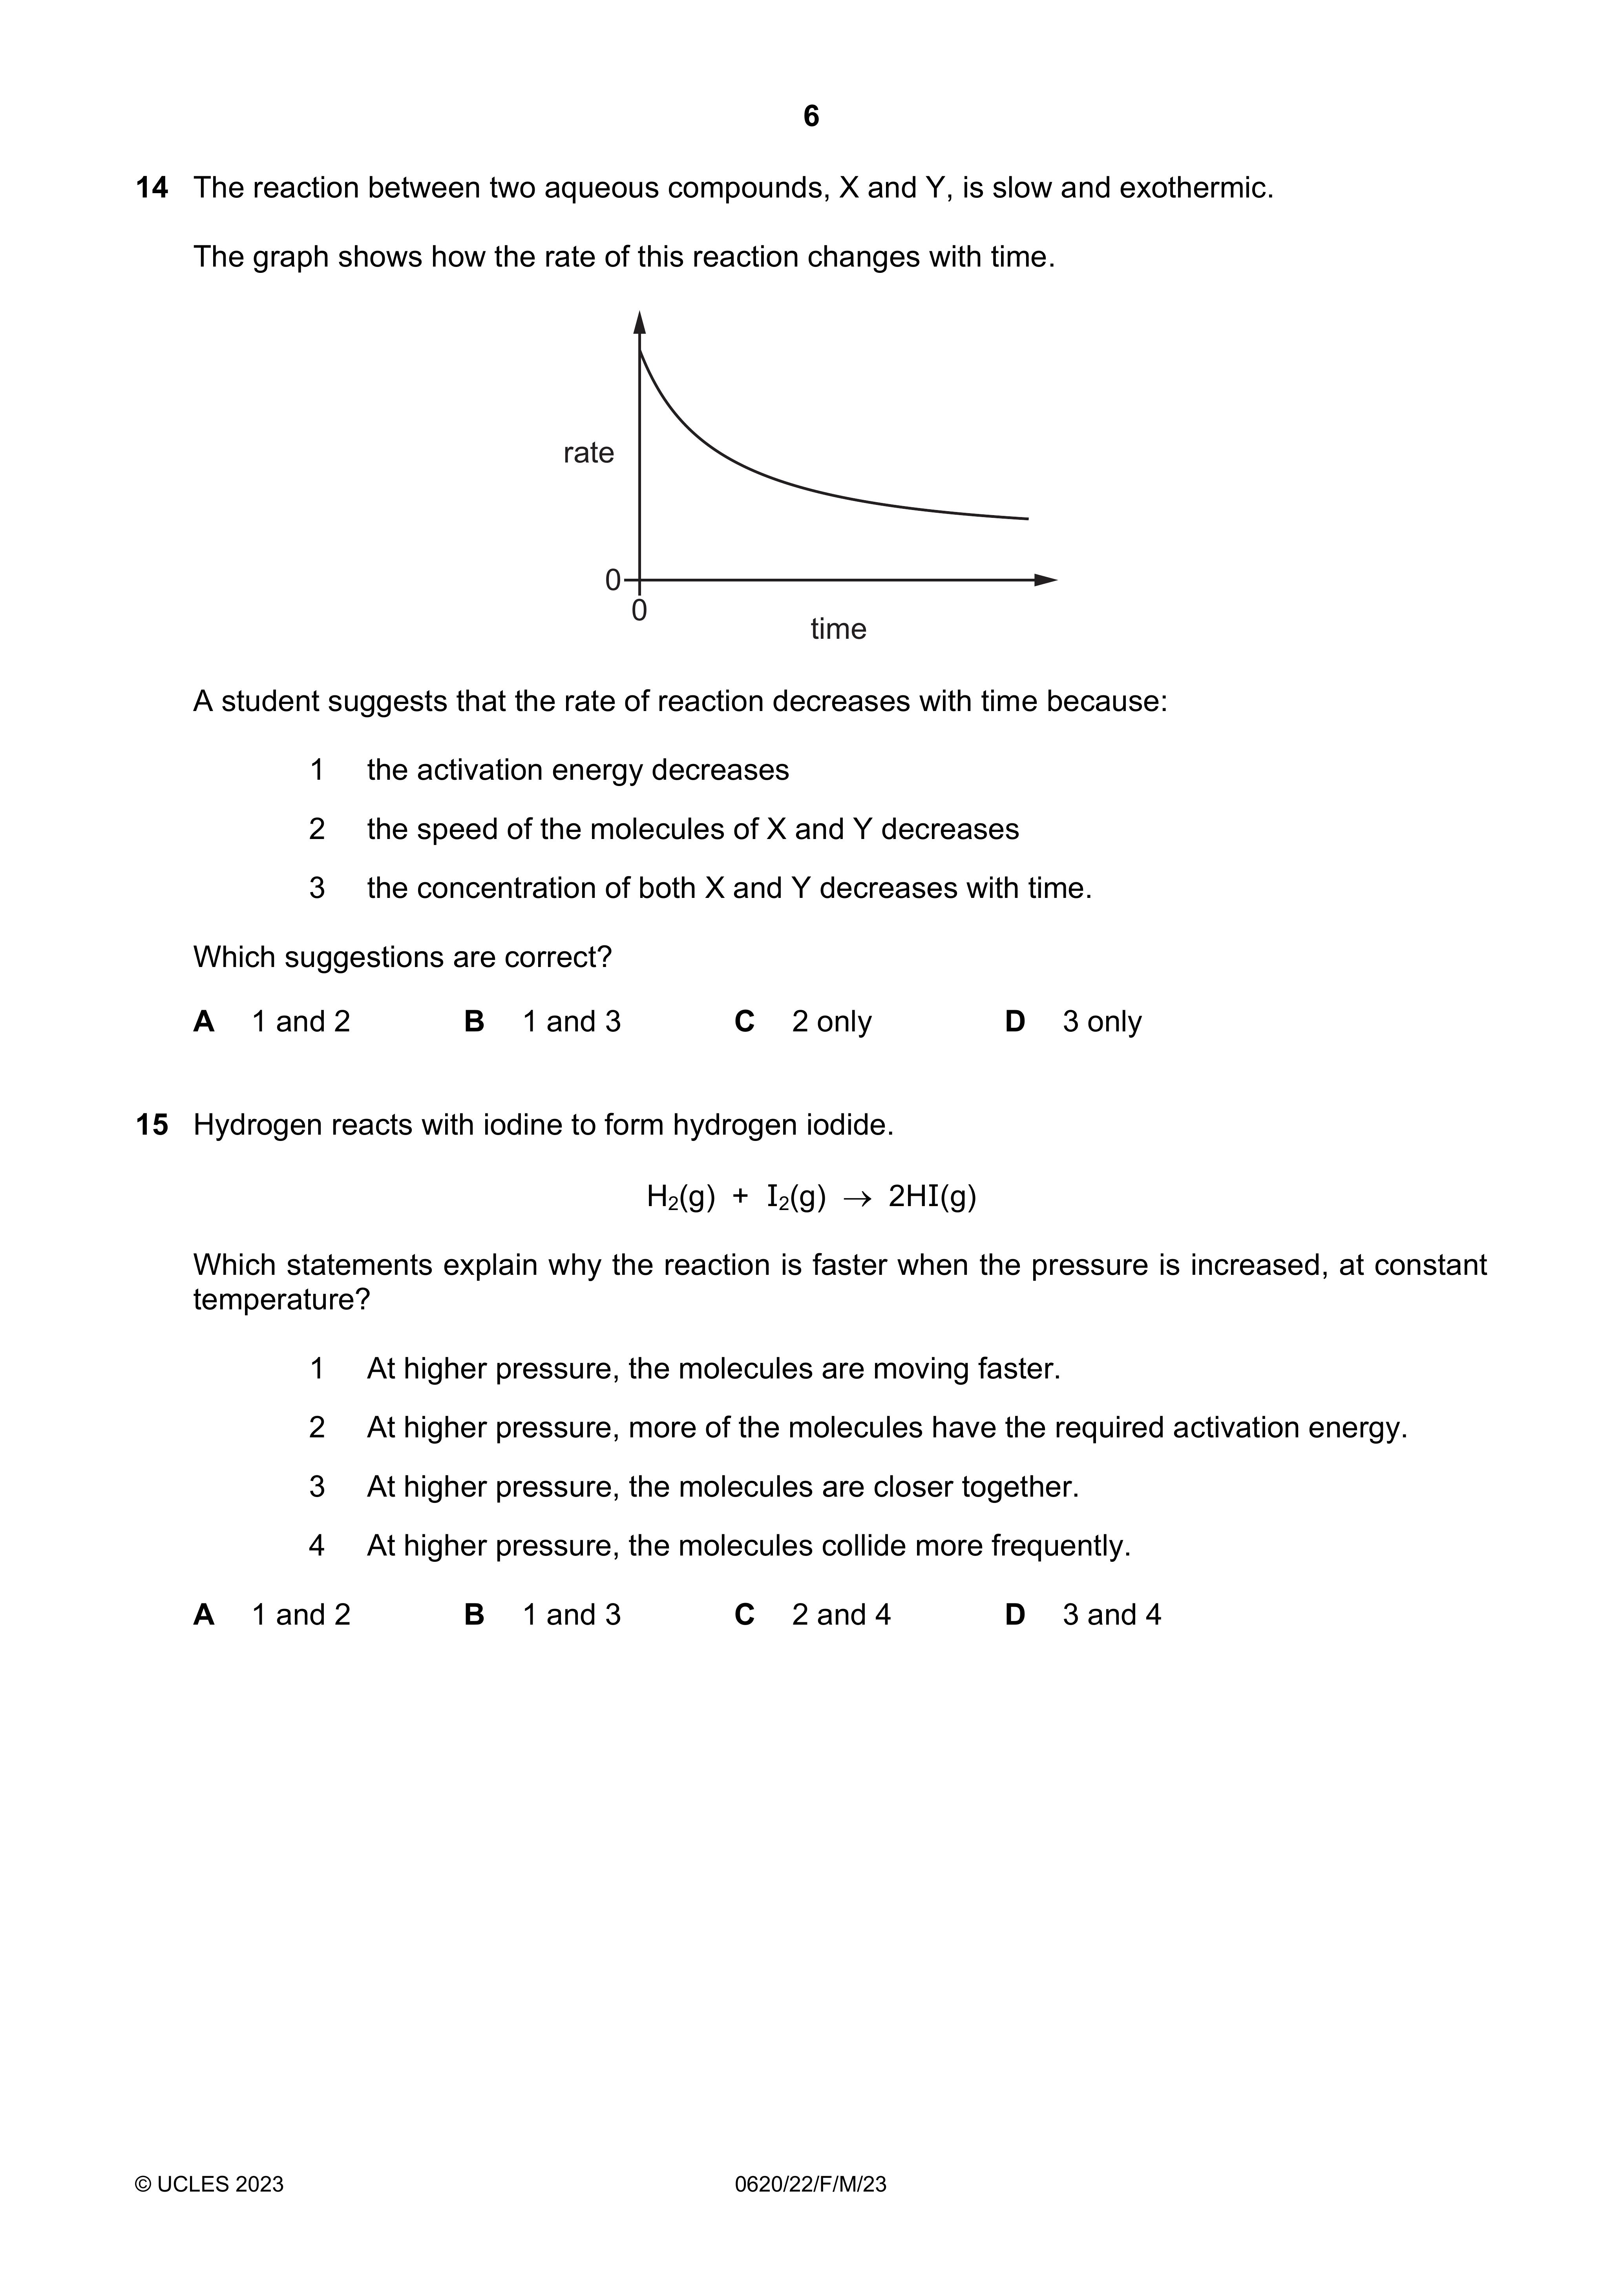 6
14 The reaction between two aqueous compounds, X and Y, is slow and exothermic.
The graph shows how the rate of this reaction changes with time.
rate
0
0
time
A student suggests that the rate of reaction decreases with time because:
1 the activation energy decreases
2 the speed of the molecules of X and Y decreases
3 the concentration of both X and Y decreases with time.
Which suggestions are correct?
A 1 and 2 B 1 and 3 C 2 only D 3 only
15 Hydrogen reacts with iodine to form hydrogen iodide.
H₂(g) + I₂(g) → 2HI(g)
Which statements explain why the reaction is faster when the pressure is increased, at constant
temperature?
1 At higher pressure, the molecules are moving faster.
2 At higher pressure, more of the molecules have the required activation energy.
3 At higher pressure, the molecules are closer together.
4 At higher pressure, the molecules collide more frequently.
A 1 and 2 B 1 and 3 C 2 and 4 D 3 and 4
© UCLES 2023 0620/22/F/M/23